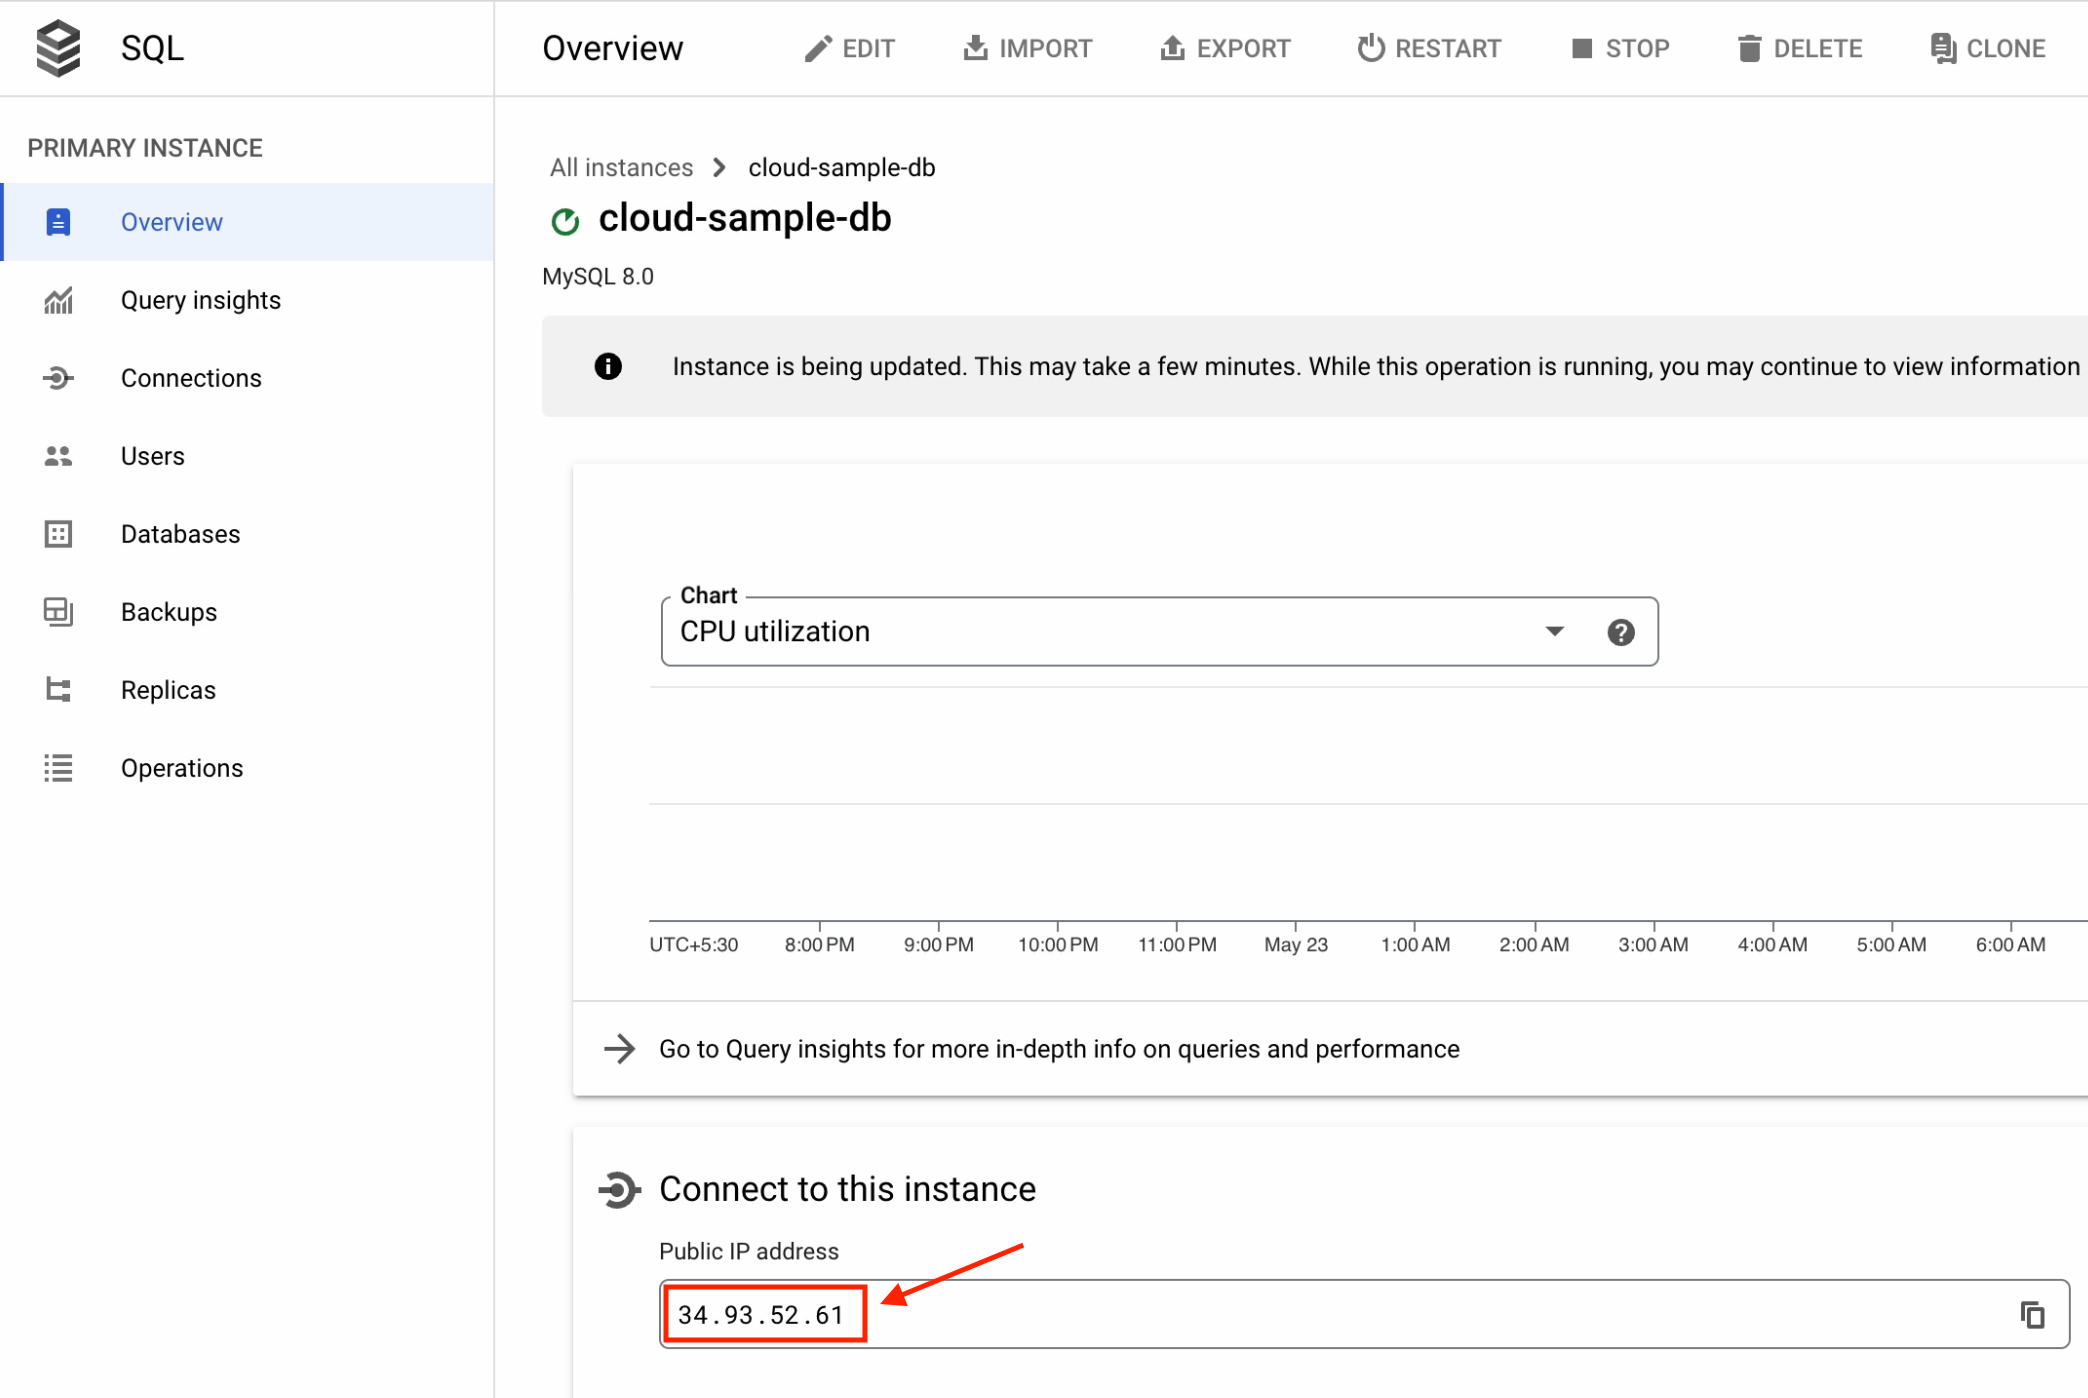 SQL
Overview
EDIT
IMPORT
EXPORT
RESTART
STOP
DELETE
CLONE
PRIMARY INSTANCE
Overview
Query insights
Connections
Users
Databases
Backups
Replicas
Operations
All instances
cloud-sample-db
cloud-sample-db
MySQL 8.0
Instance is being updated. This may take a few minutes. While this operation is running, you may continue to view information
Chart
CPU utilization
UTC+5:30 8:00 PM 9:00 PM 10:00 PM 11:00 PM May 23 1:00 AM 2:00 AM 3:00 AM 4:00 AM 5:00 AM 6:00 AM
Go to Query insights for more in-depth info on queries and performance
Connect to this instance
Public IP address
34.93.52.61